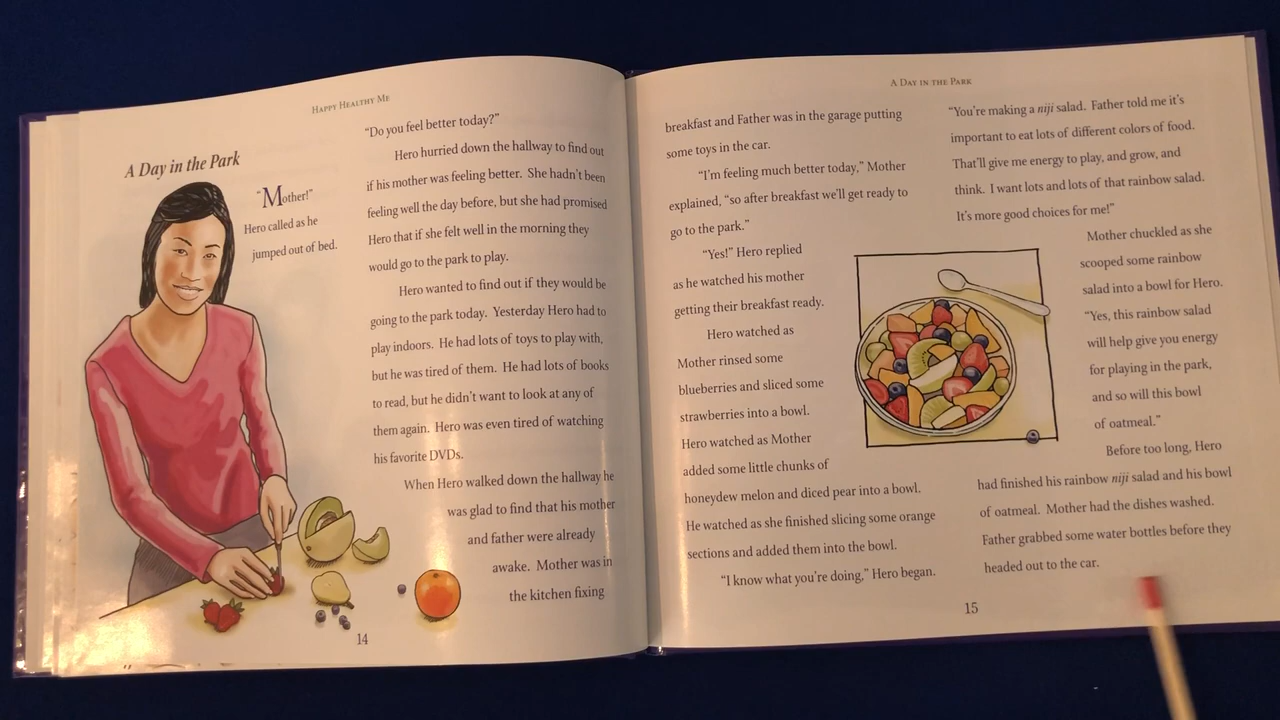 HAPPY HEALTHY ME
A Day in the Park
"Mother!"
Hero called as he
jumped out of bed.
"Do you feel better today?"
Hero hurried down the hallway to find out
if his mother was feeling better. She hadn't been
feeling well the day before, but she had promised
Hero that if she felt well in the morning they
would go to the park to play.
Hero wanted to find out if they would be
going to the park today. Yesterday Hero had to
play indoors. He had lots of toys to play with,
but he was tired of them. He had lots of books
to read, but he didn't want to look at any of
them again. Hero was even tired of watching
his favorite DVDs.
When Hero walked down the hallway he
was glad to find that his mother
and father were already
awake. Mother was in
the kitchen fixing
14
A DAY IN THE PARK
breakfast and Father was in the garage putting
some toys in the car.
"I'm feeling much better today," Mother
explained, "so after breakfast we'll get ready to
go to the park."
"Yes!" Hero replied
as he watched his mother
getting their breakfast ready.
Hero watched as
Mother rinsed some
blueberries and sliced some
strawberries into a bowl.
Hero watched as Mother
added some little chunks of
honeydew melon and diced pear into a bowl.
He watched as she finished slicing some orange
sections and added them into the bowl.
"I know what you're doing," Hero began.
"You're making a niji salad. Father told me it's
important to eat lots of different colors of food.
That'll give me energy to play, and grow, and
think. I want lots and lots of that rainbow salad.
It's more good choices for me!"
Mother chuckled as she
scooped some rainbow
salad into a bowl for Hero.
"Yes, this rainbow salad
will help give you energy
for playing in the park,
and so will this bowl
of oatmeal."
Before too long, Hero
had finished his rainbow niji salad and his bowl
of oatmeal. Mother had the dishes washed.
Father grabbed some water bottles before they
headed out to the car.
15